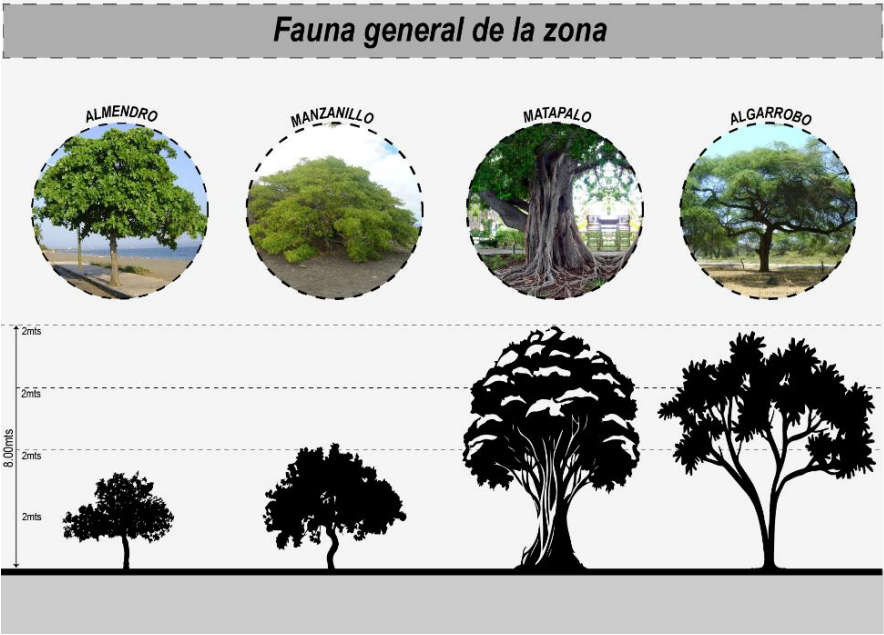 Fauna general de la zona
ALMENDRO
MANZANILLO
MATAPALO
ALGARROBO
2mts
2mts
2mts
2mts
8.00mts